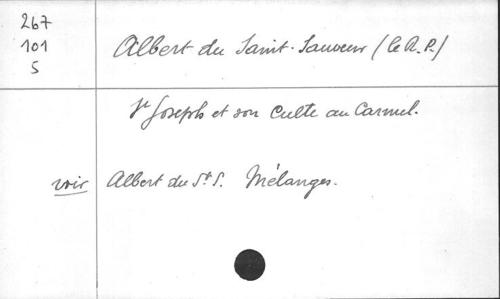 267
101
5
Albert du Saint-Sauveur (le R.P.)
St Joseph et son culte au Carmel.
voir Albert du St S. Mélanges.